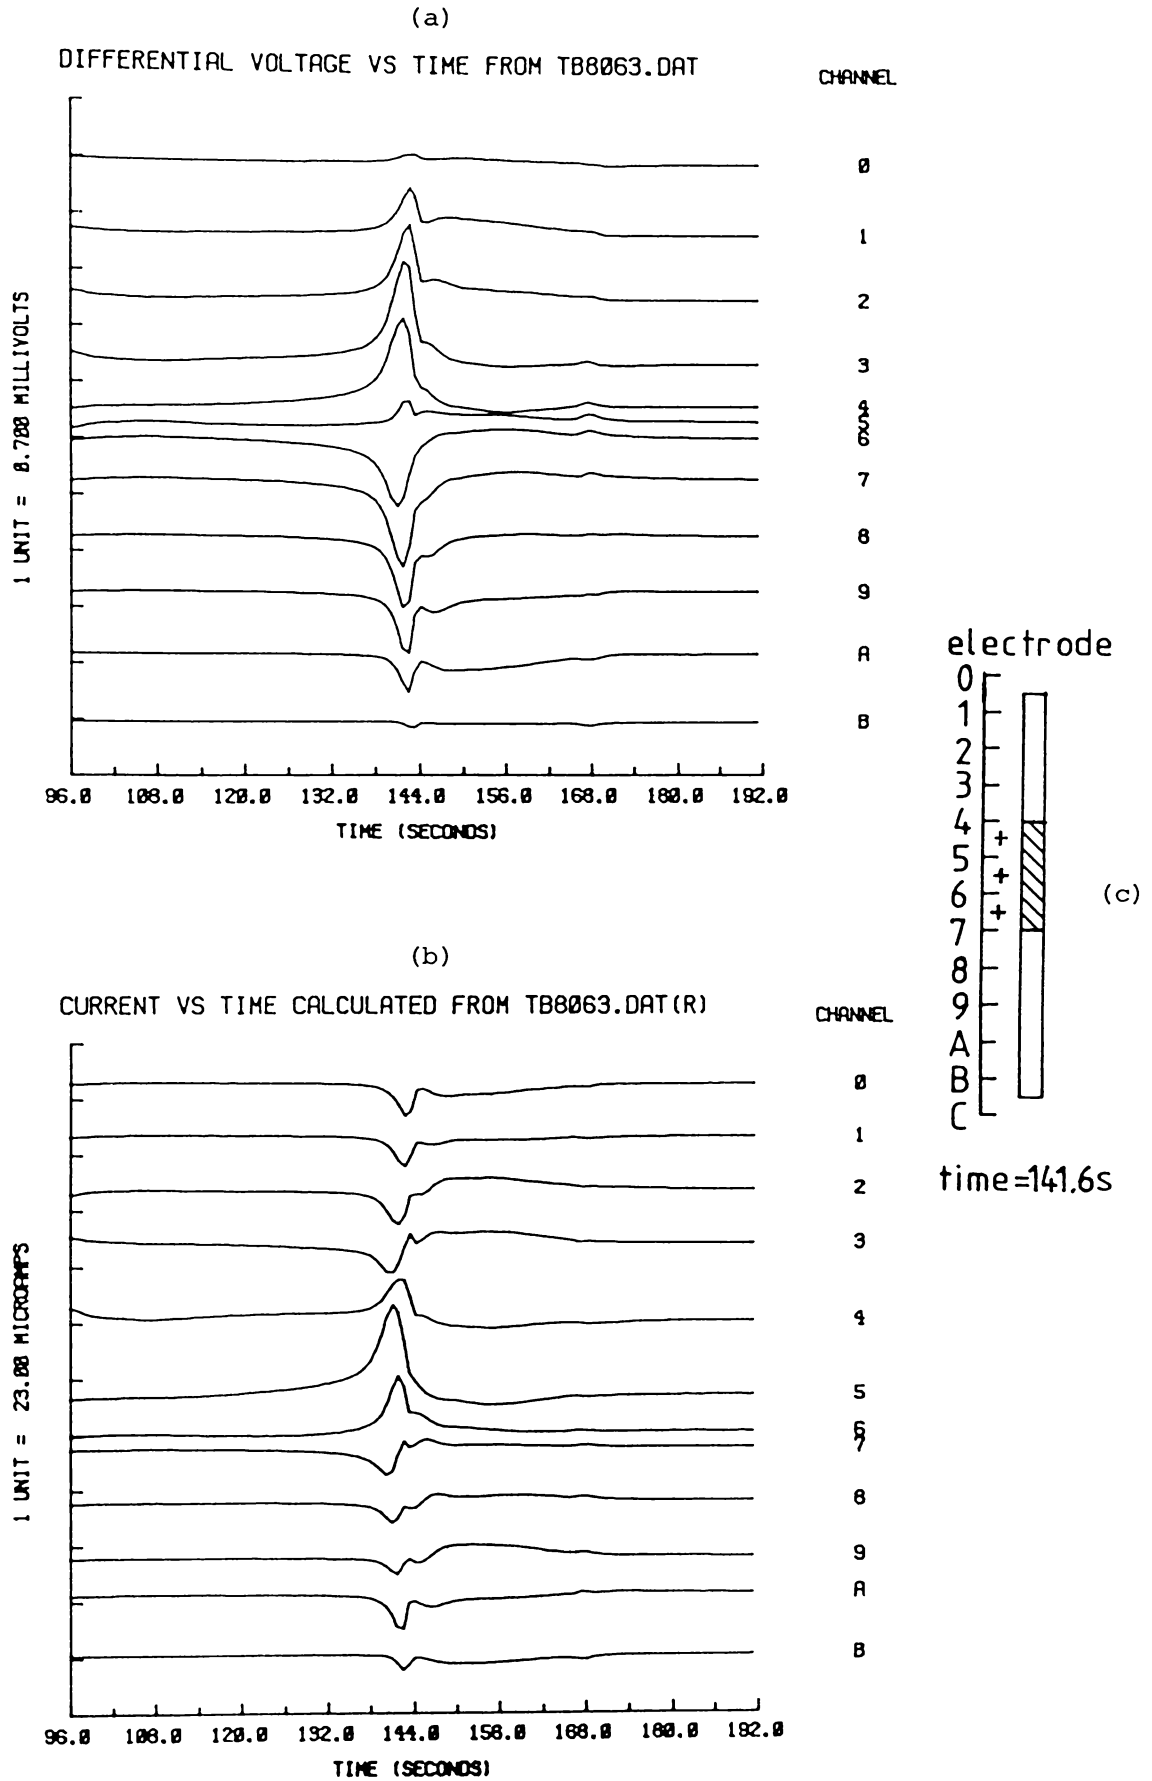 (a)
DIFFERENTIAL VOLTAGE VS TIME FROM TB8063.DAT
CHANNEL
0
1
2
3
4
5
6
7
8
9
A
B
1 UNIT = 0.700 MILLIVOLTS
96.0 108.0 120.0 132.0 144.0 156.0 168.0 180.0 192.0
TIME (SECONDS)
electrode
0
1
2
3
4
+
5
+
6
+
7
8
9
A
B
C
(c)
time=141.6s
(b)
CURRENT VS TIME CALCULATED FROM TB8063.DAT(R)
CHANNEL
0
1
2
3
4
5
6
7
8
9
A
B
1 UNIT = 23.00 MICROAMPS
96.0 108.0 120.0 132.0 144.0 156.0 168.0 180.0 192.0
TIME (SECONDS)